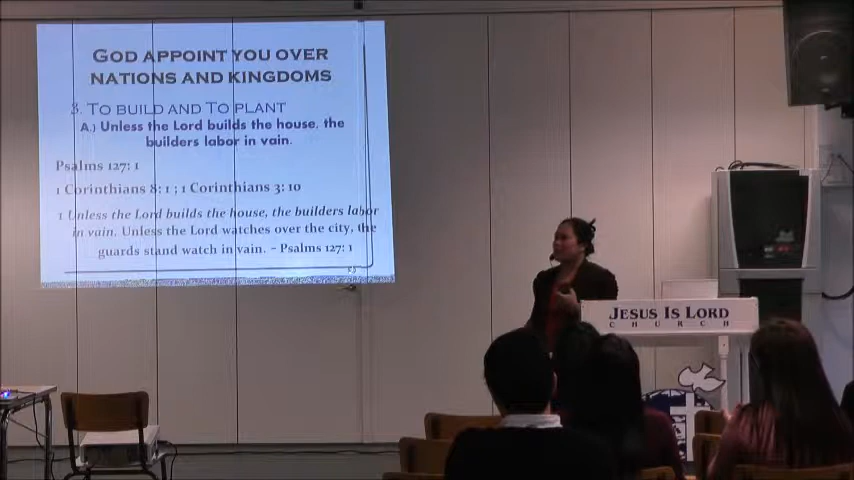 GOD APPOINT YOU OVER
NATIONS AND KINGDOMS
3. TO BUILD AND TO PLANT
A.) Unless the Lord builds the house, the
builders labor in vain.
Psalms 127: 1
1 Corinthians 8: 1 ; 1 Corinthians 3: 10
1 Unless the Lord builds the house, the builders labor
in vain. Unless the Lord watches over the city, the
guards stand watch in vain. - Psalms 127: 1
JESUS IS LORD
CHURCH